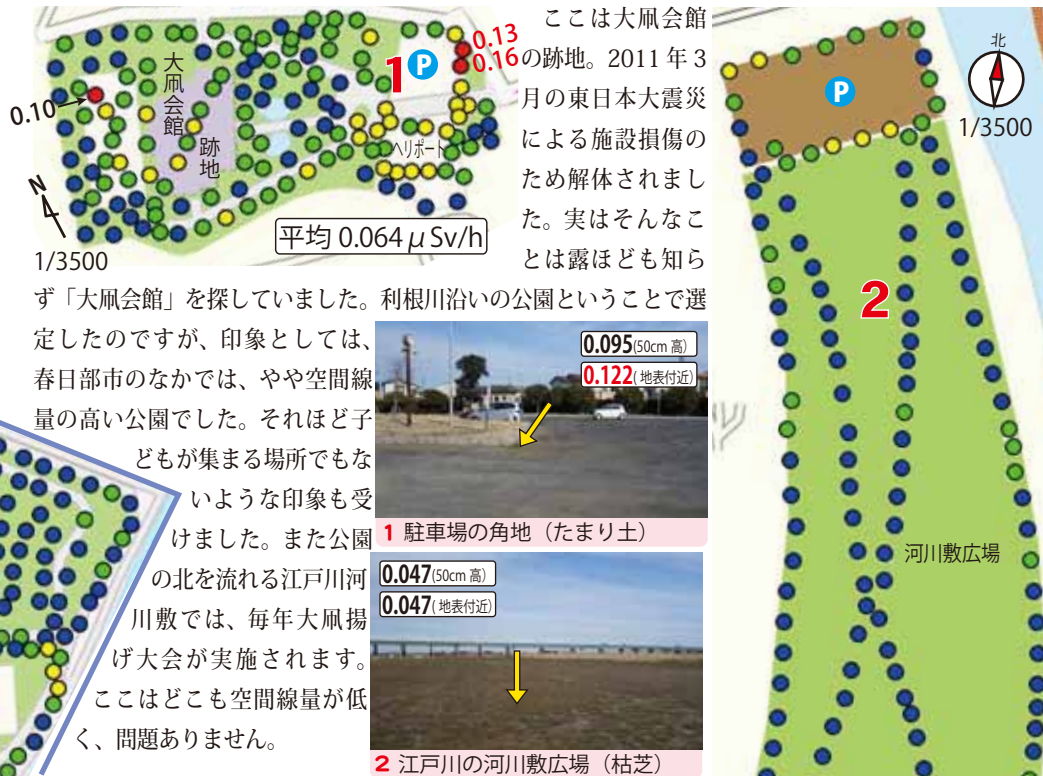 0.13
0.16
0.10
1
P
大凧会館
跡地
ヘリポート
平均 0.064 μ Sv/h
N
1/3500
ここは大凧会館
の跡地。2011 年 3
月の東日本大震災
による施設損傷の
ため解体されまし
た。実はそんなこ
とは露ほども知ら
ず「大凧会館」を探していました。利根川沿いの公園ということで選
定したのですが、印象としては、
春日部市のなかでは、やや空間線
量の高い公園でした。それほど子
どもが集まる場所でもな
いような印象も受
けました。また公園
の北を流れる江戸川河
川敷では、毎年大凧揚
げ大会が実施されます。
ここはどこも空間線量が低
く、問題ありません。
0.095(50cm 高)
0.122(地表付近)
1 駐車場の角地（たまり土）
0.047(50cm 高)
0.047(地表付近)
2 江戸川の河川敷広場（枯芝）
P
北
1/3500
2
河川敷広場